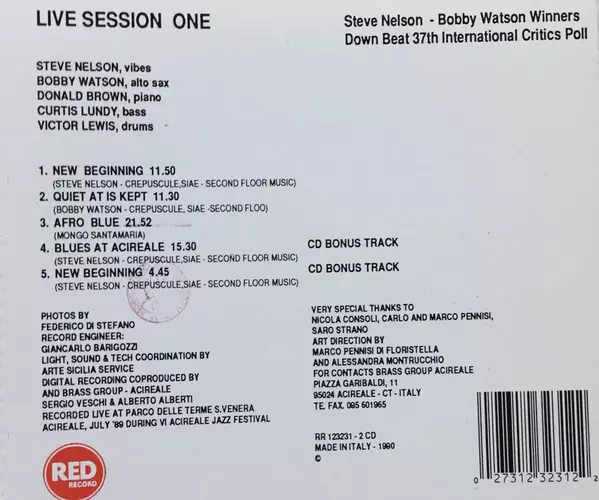 LIVE SESSION ONE
Steve Nelson - Bobby Watson Winners
Down Beat 37th International Critics Poll
STEVE NELSON, vibes
BOBBY WATSON, alto sax
DONALD BROWN, piano
CURTIS LUNDY, bass
VICTOR LEWIS, drums
1. NEW BEGINNING 11.50
(STEVE NELSON - CREPUSCULE,SIAE - SECOND FLOOR MUSIC)
2. QUIET AT IS KEPT 11.30
(BOBBY WATSON - CREPUSCULE, SIAE -SECOND FLOO)
3. AFRO BLUE 21.52
(MONGO SANTAMARIA)
4. BLUES AT ACIREALE 15.30 CD BONUS TRACK
(STEVE NELSON - CREPUSCULE,SIAE - SECOND FLOOR MUSIC)
5. NEW BEGINNING 4.45 CD BONUS TRACK
(STEVE NELSON - CREPUSCULE,SIAE - SECOND FLOOR MUSIC)
PHOTOS BY
FEDERICO DI STEFANO
RECORD ENGINEER:
GIANCARLO BARIGOZZI
LIGHT, SOUND & TECH COORDINATION BY
ARTE SICILIA SERVICE
DIGITAL RECORDING COPRODUCED BY
AND BRASS GROUP - ACIREALE
SERGIO VESCHI & ALBERTO ALBERTI
RECORDED LIVE AT PARCO DELLE TERME S.VENERA
ACIREALE, JULY '89 DURING VI ACIREALE JAZZ FESTIVAL
VERY SPECIAL THANKS TO
NICOLA CONSOLI, CARLO AND MARCO PENNISI,
SARO STRANO
ART DIRECTION BY
MARCO PENNISI DI FLORISTELLA
AND ALESSANDRA MONTRUCCHIO
FOR CONTACTS BRASS GROUP ACIREALE
PIAZZA GARIBALDI, 11
95024 ACIREALE - CT - ITALY
TE. FAX. 095 601965
RR 123231 - 2 CD
MADE IN ITALY - 1990
©
RED
RECORD
0 27312 32312 2